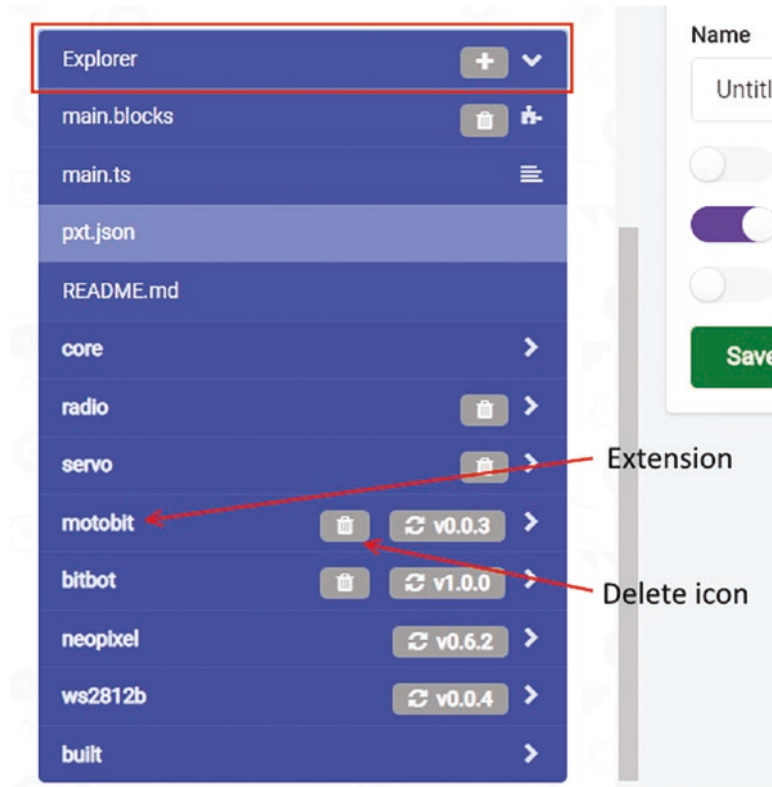 Explorer
main.blocks
main.ts
pxt.json
README.md
core
radio
servo
motobit v0.0.3
bitbot v1.0.0
neopixel v0.6.2
ws2812b v0.0.4
built
Name
Untitl
Save
Extension
Delete icon